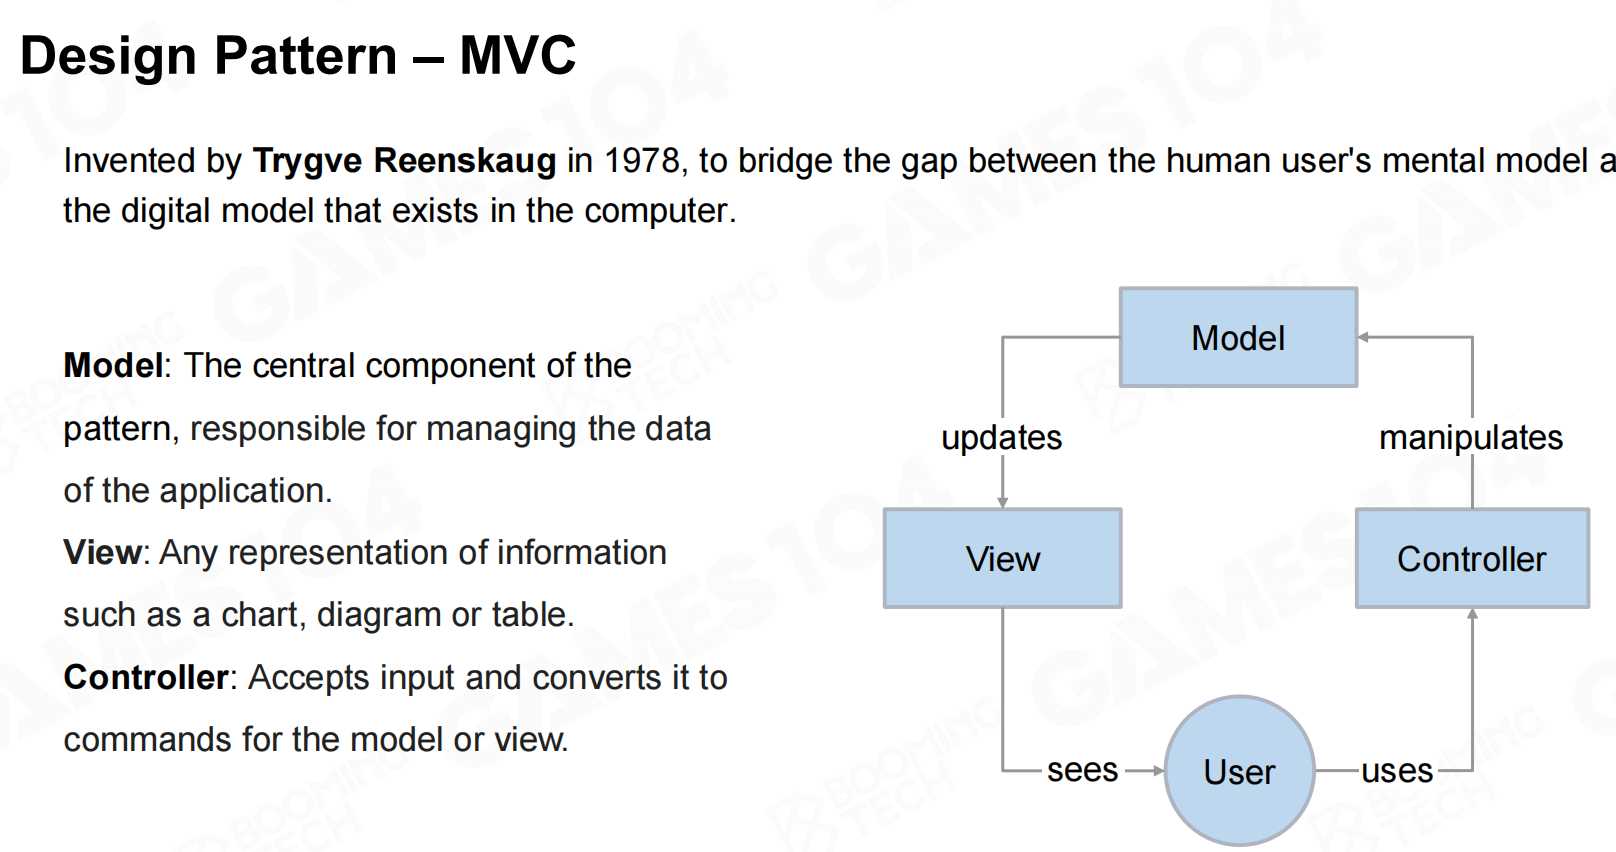 Design Pattern – MVC
Invented by Trygve Reenskaug in 1978, to bridge the gap between the human user's mental model a
the digital model that exists in the computer.
Model: The central component of the
pattern, responsible for managing the data
of the application.
View: Any representation of information
such as a chart, diagram or table.
Controller: Accepts input and converts it to
commands for the model or view.
Model
updates
manipulates
View
Controller
sees
User
uses
GAMES104
BOOMING
TECH